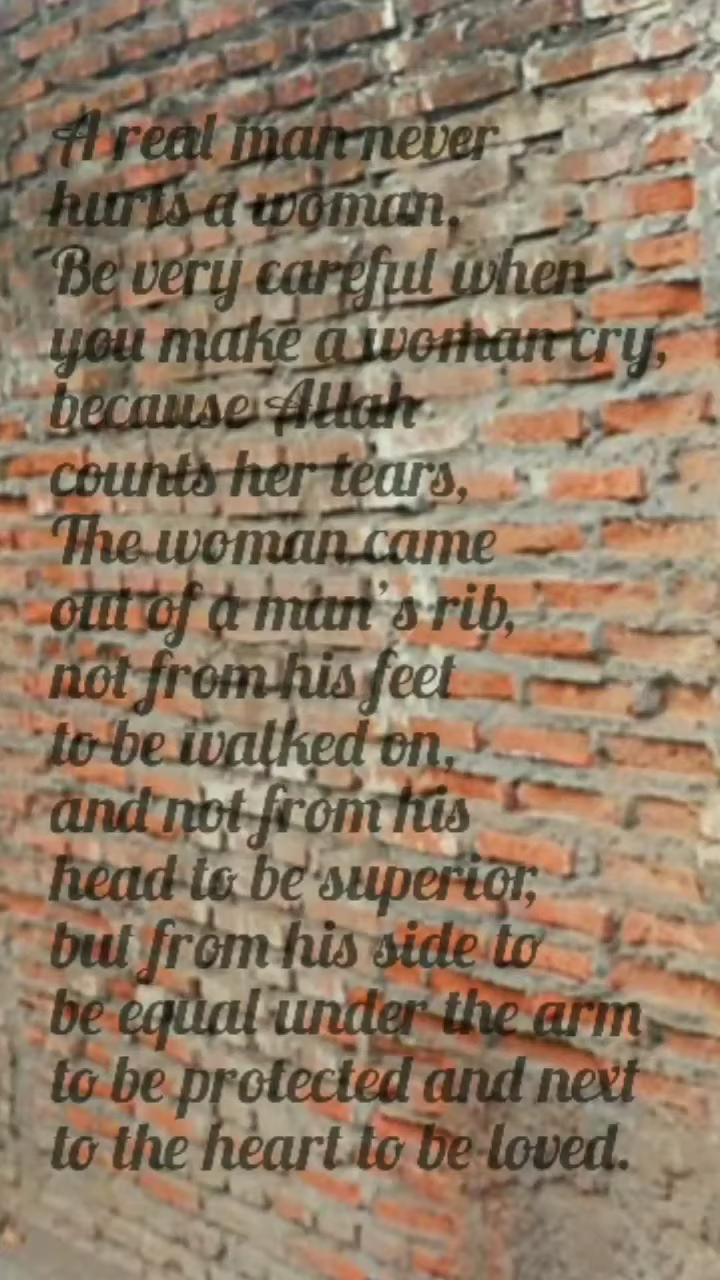 A real man never
hurts a woman.
Be very careful when
you make a woman cry,
because Allah
counts her tears,
The woman came
out of a man's rib,
not from his feet
to be walked on,
and not from his
head to be superior,
but from his side to
be equal under the arm
to be protected and next
to the heart to be loved.